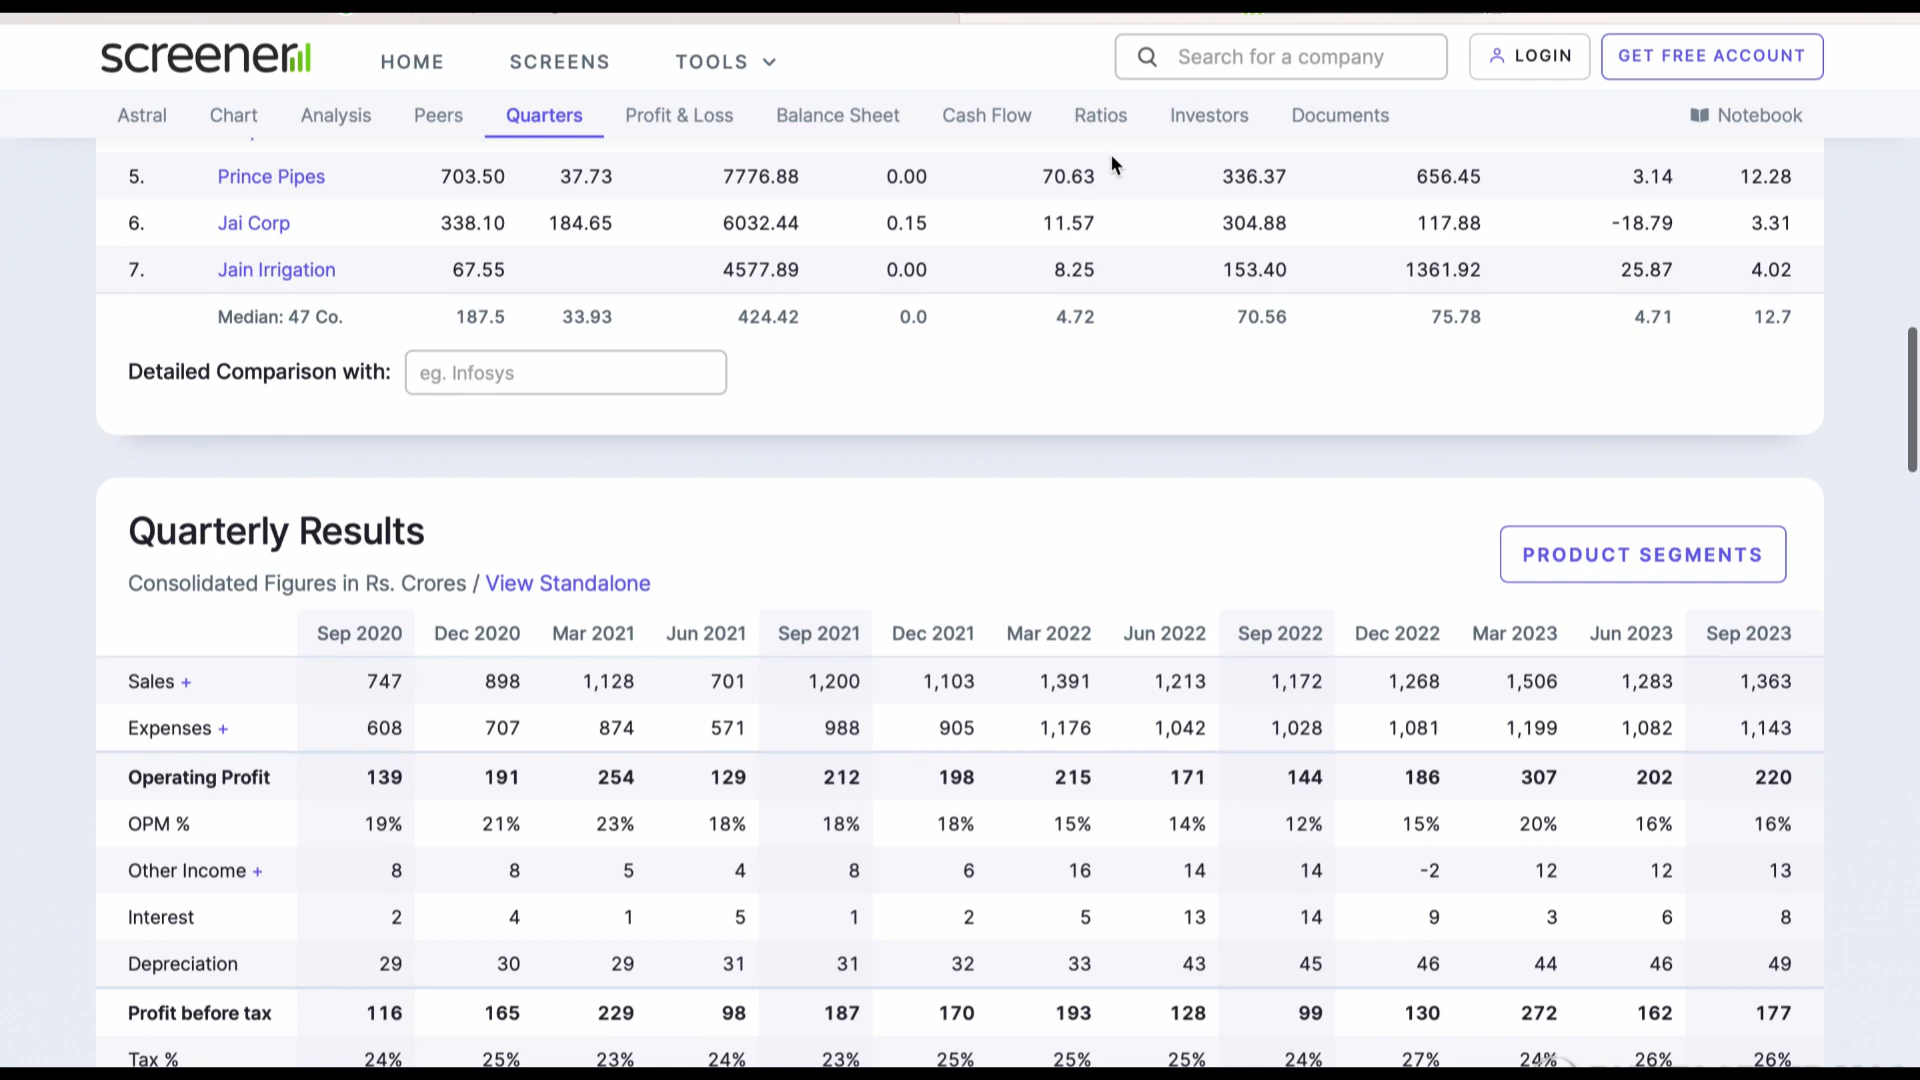 screener
HOME SCREENS TOOLS
Search for a company
LOGIN
GET FREE ACCOUNT
Astral Chart Analysis Peers Quarters Profit & Loss Balance Sheet Cash Flow Ratios Investors Documents Notebook
5. Prince Pipes 703.50 37.73 7776.88 0.00 70.63 336.37 656.45 3.14 12.28
6. Jai Corp 338.10 184.65 6032.44 0.15 11.57 304.88 117.88 -18.79 3.31
7. Jain Irrigation 67.55 4577.89 0.00 8.25 153.40 1361.92 25.87 4.02
Median: 47 Co. 187.5 33.93 424.42 0.0 4.72 70.56 75.78 4.71 12.7
Detailed Comparison with: eg. Infosys
Quarterly Results
PRODUCT SEGMENTS
Consolidated Figures in Rs. Crores / View Standalone
Sep 2020 Dec 2020 Mar 2021 Jun 2021 Sep 2021 Dec 2021 Mar 2022 Jun 2022 Sep 2022 Dec 2022 Mar 2023 Jun 2023 Sep 2023
Sales + 747 898 1,128 701 1,200 1,103 1,391 1,213 1,172 1,268 1,506 1,283 1,363
Expenses + 608 707 874 571 988 905 1,176 1,042 1,028 1,081 1,199 1,082 1,143
Operating Profit 139 191 254 129 212 198 215 171 144 186 307 202 220
OPM % 19% 21% 23% 18% 18% 18% 15% 14% 12% 15% 20% 16% 16%
Other Income + 8 8 5 4 8 6 16 14 14 -2 12 12 13
Interest 2 4 1 5 1 2 5 13 14 9 3 6 8
Depreciation 29 30 29 31 31 32 33 43 45 46 44 46 49
Profit before tax 116 165 229 98 187 170 193 128 99 130 272 162 177
Tax % 24% 25% 23% 24% 23% 25% 25% 25% 24% 27% 24% 26% 26%